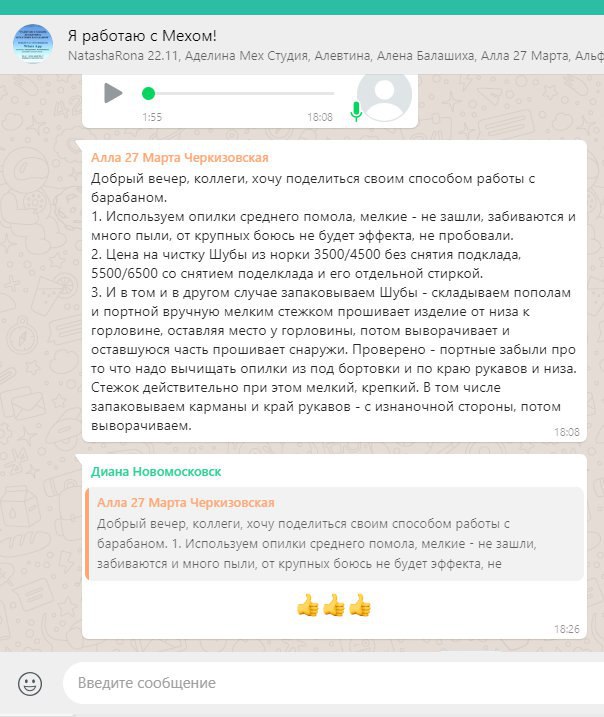 Я работаю с Мехом!
NatashaRona 22.11, Аделина Мех Студия, Алевтина, Алена Балашиха, Алла 27 Марта, Альф
1:55 18:08
Алла 27 Марта Черкизовская
Добрый вечер, коллеги, хочу поделиться своим способом работы с
барабаном.
1. Используем опилки среднего помола, мелкие - не зашли, забиваются и
много пыли, от крупных боюсь не будет эффекта, не пробовали.
2. Цена на чистку Шубы из норки 3500/4500 без снятия подклада,
5500/6500 со снятием поделклада и его отдельной стиркой.
3. И в том и в другом случае запаковываем Шубы - складываем пополам
и портной вручную мелким стежком прошивает изделие от низа к
горловине, оставляя место у горловины, потом выворачивает и
оставшуюся часть прошивает снаружи. Проверено - портные забыли про
то что надо вычищать опилки из под бортовки и по краю рукавов и низа.
Стежок действительно при этом мелкий, крепкий. В том числе
запаковываем карманы и край рукавов - с изнаночной стороны, потом
выворачиваем.
18:08
Диана Новомосковск
Алла 27 Марта Черкизовская
Добрый вечер, коллеги, хочу поделиться своим способом работы с
барабаном. 1. Используем опилки среднего помола, мелкие - не зашли,
забиваются и много пыли, от крупных боюсь не будет эффекта, не
👍👍👍
18:26
Введите сообщение